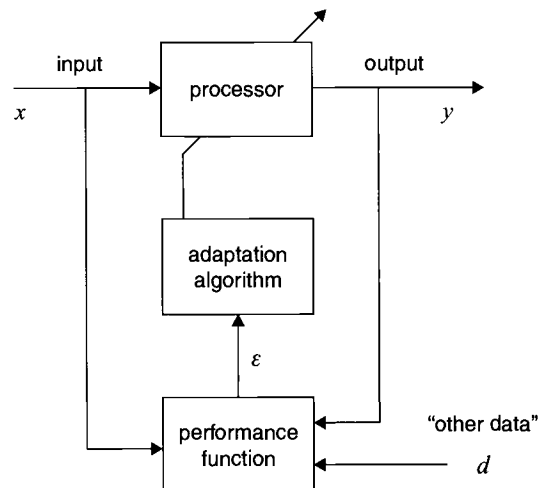 input
output
processor
x
y
adaptation
algorithm
ε
performance
function
"other data"
d